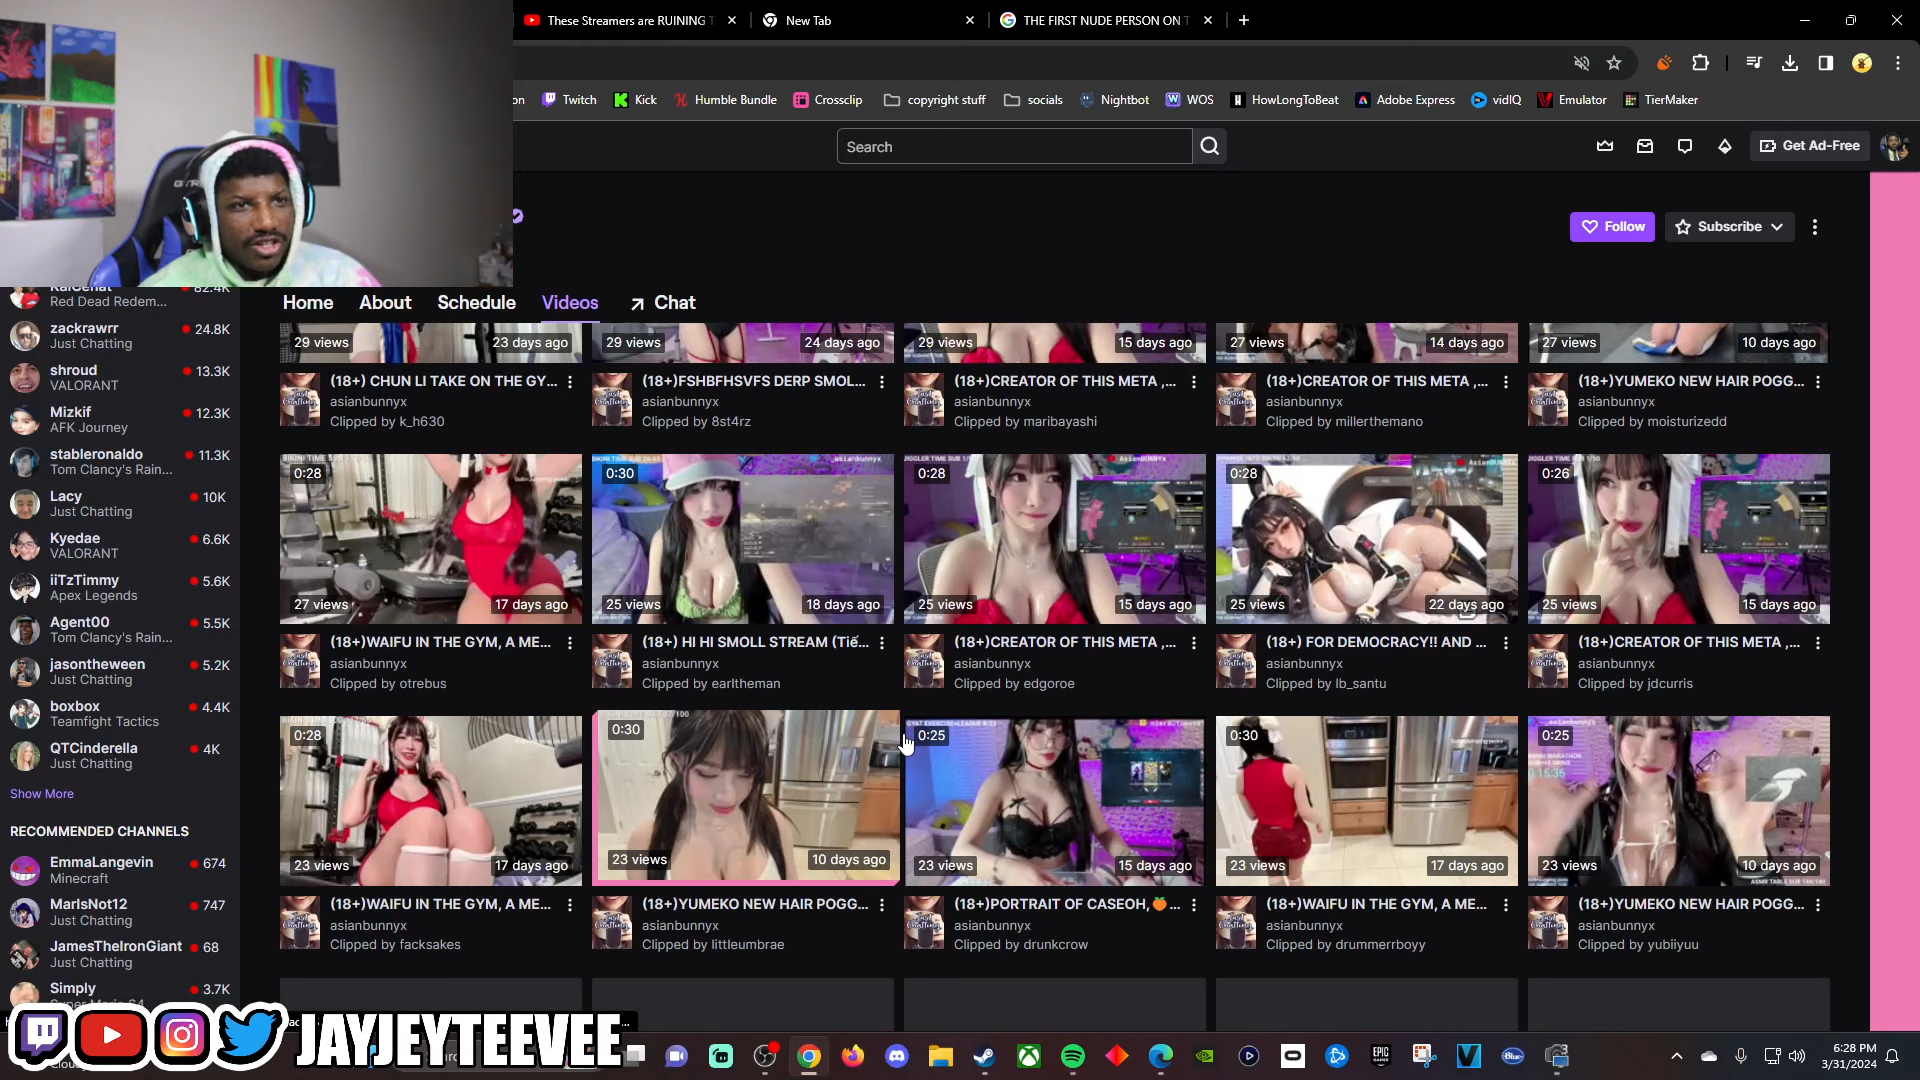 These Streamers are RUINING T
New Tab
THE FIRST NUDE PERSON ON T
on
Twitch
Kick
Humble Bundle
Crossclip
copyright stuff
socials
Nightbot
WOS
HowLongToBeat
Adobe Express
vidIQ
Emulator
TierMaker
Search
Get Ad-Free
Follow
Subscribe
Home
About
Schedule
Videos
Chat
KaiCenat
82.4K
Red Dead Redem...
zackrawrr
24.8K
Just Chatting
shroud
13.3K
VALORANT
Mizkif
12.3K
AFK Journey
stableronaldo
11.3K
Tom Clancy's Rain...
Lacy
10K
Just Chatting
Kyedae
6.6K
VALORANT
iiTzTimmy
5.6K
Apex Legends
Agent00
5.5K
Tom Clancy's Rain...
jasontheween
5.2K
Just Chatting
boxbox
4.4K
Teamfight Tactics
QTCinderella
4K
Just Chatting
Show More
RECOMMENDED CHANNELS
EmmaLangevin
674
Minecraft
MarlsNot12
747
Just Chatting
JamesTheIronGiant
68
Just Chatting
Simply
3.7K
Super Mario 64
29 views
23 days ago
(18+) CHUN LI TAKE ON THE GY...
asianbunnyx
Clipped by k_h630
29 views
24 days ago
(18+)FSHBFHSVFS DERP SMOL...
asianbunnyx
Clipped by 8st4rz
29 views
15 days ago
(18+)CREATOR OF THIS META ,...
asianbunnyx
Clipped by maribayashi
27 views
14 days ago
(18+)CREATOR OF THIS META ,...
asianbunnyx
Clipped by millerthemano
27 views
10 days ago
(18+)YUMEKO NEW HAIR POGG...
asianbunnyx
Clipped by moisturizedd
0:28
27 views
17 days ago
(18+)WAIFU IN THE GYM, A ME...
asianbunnyx
Clipped by otrebus
0:30
25 views
18 days ago
(18+) HI HI SMOLL STREAM (Tiế...
asianbunnyx
Clipped by earltheman
0:28
25 views
15 days ago
(18+)CREATOR OF THIS META ,...
asianbunnyx
Clipped by edgoroe
0:28
25 views
22 days ago
(18+) FOR DEMOCRACY!! AND ...
asianbunnyx
Clipped by lb_santu
0:26
25 views
15 days ago
(18+)CREATOR OF THIS META ,...
asianbunnyx
Clipped by jdcurris
0:28
23 views
17 days ago
(18+)WAIFU IN THE GYM, A ME...
asianbunnyx
Clipped by facksakes
0:30
23 views
10 days ago
(18+)YUMEKO NEW HAIR POGG...
asianbunnyx
Clipped by littleumbrae
0:25
23 views
15 days ago
(18+)PORTRAIT OF CASEOH,🍑...
asianbunnyx
Clipped by drunkcrow
0:30
23 views
17 days ago
(18+)WAIFU IN THE GYM, A ME...
asianbunnyx
Clipped by drummerrboyy
0:25
23 views
10 days ago
(18+)YUMEKO NEW HAIR POGG...
asianbunnyx
Clipped by yubiiyuu
JAYJEYTEEVEE
6:28 PM
3/31/2024